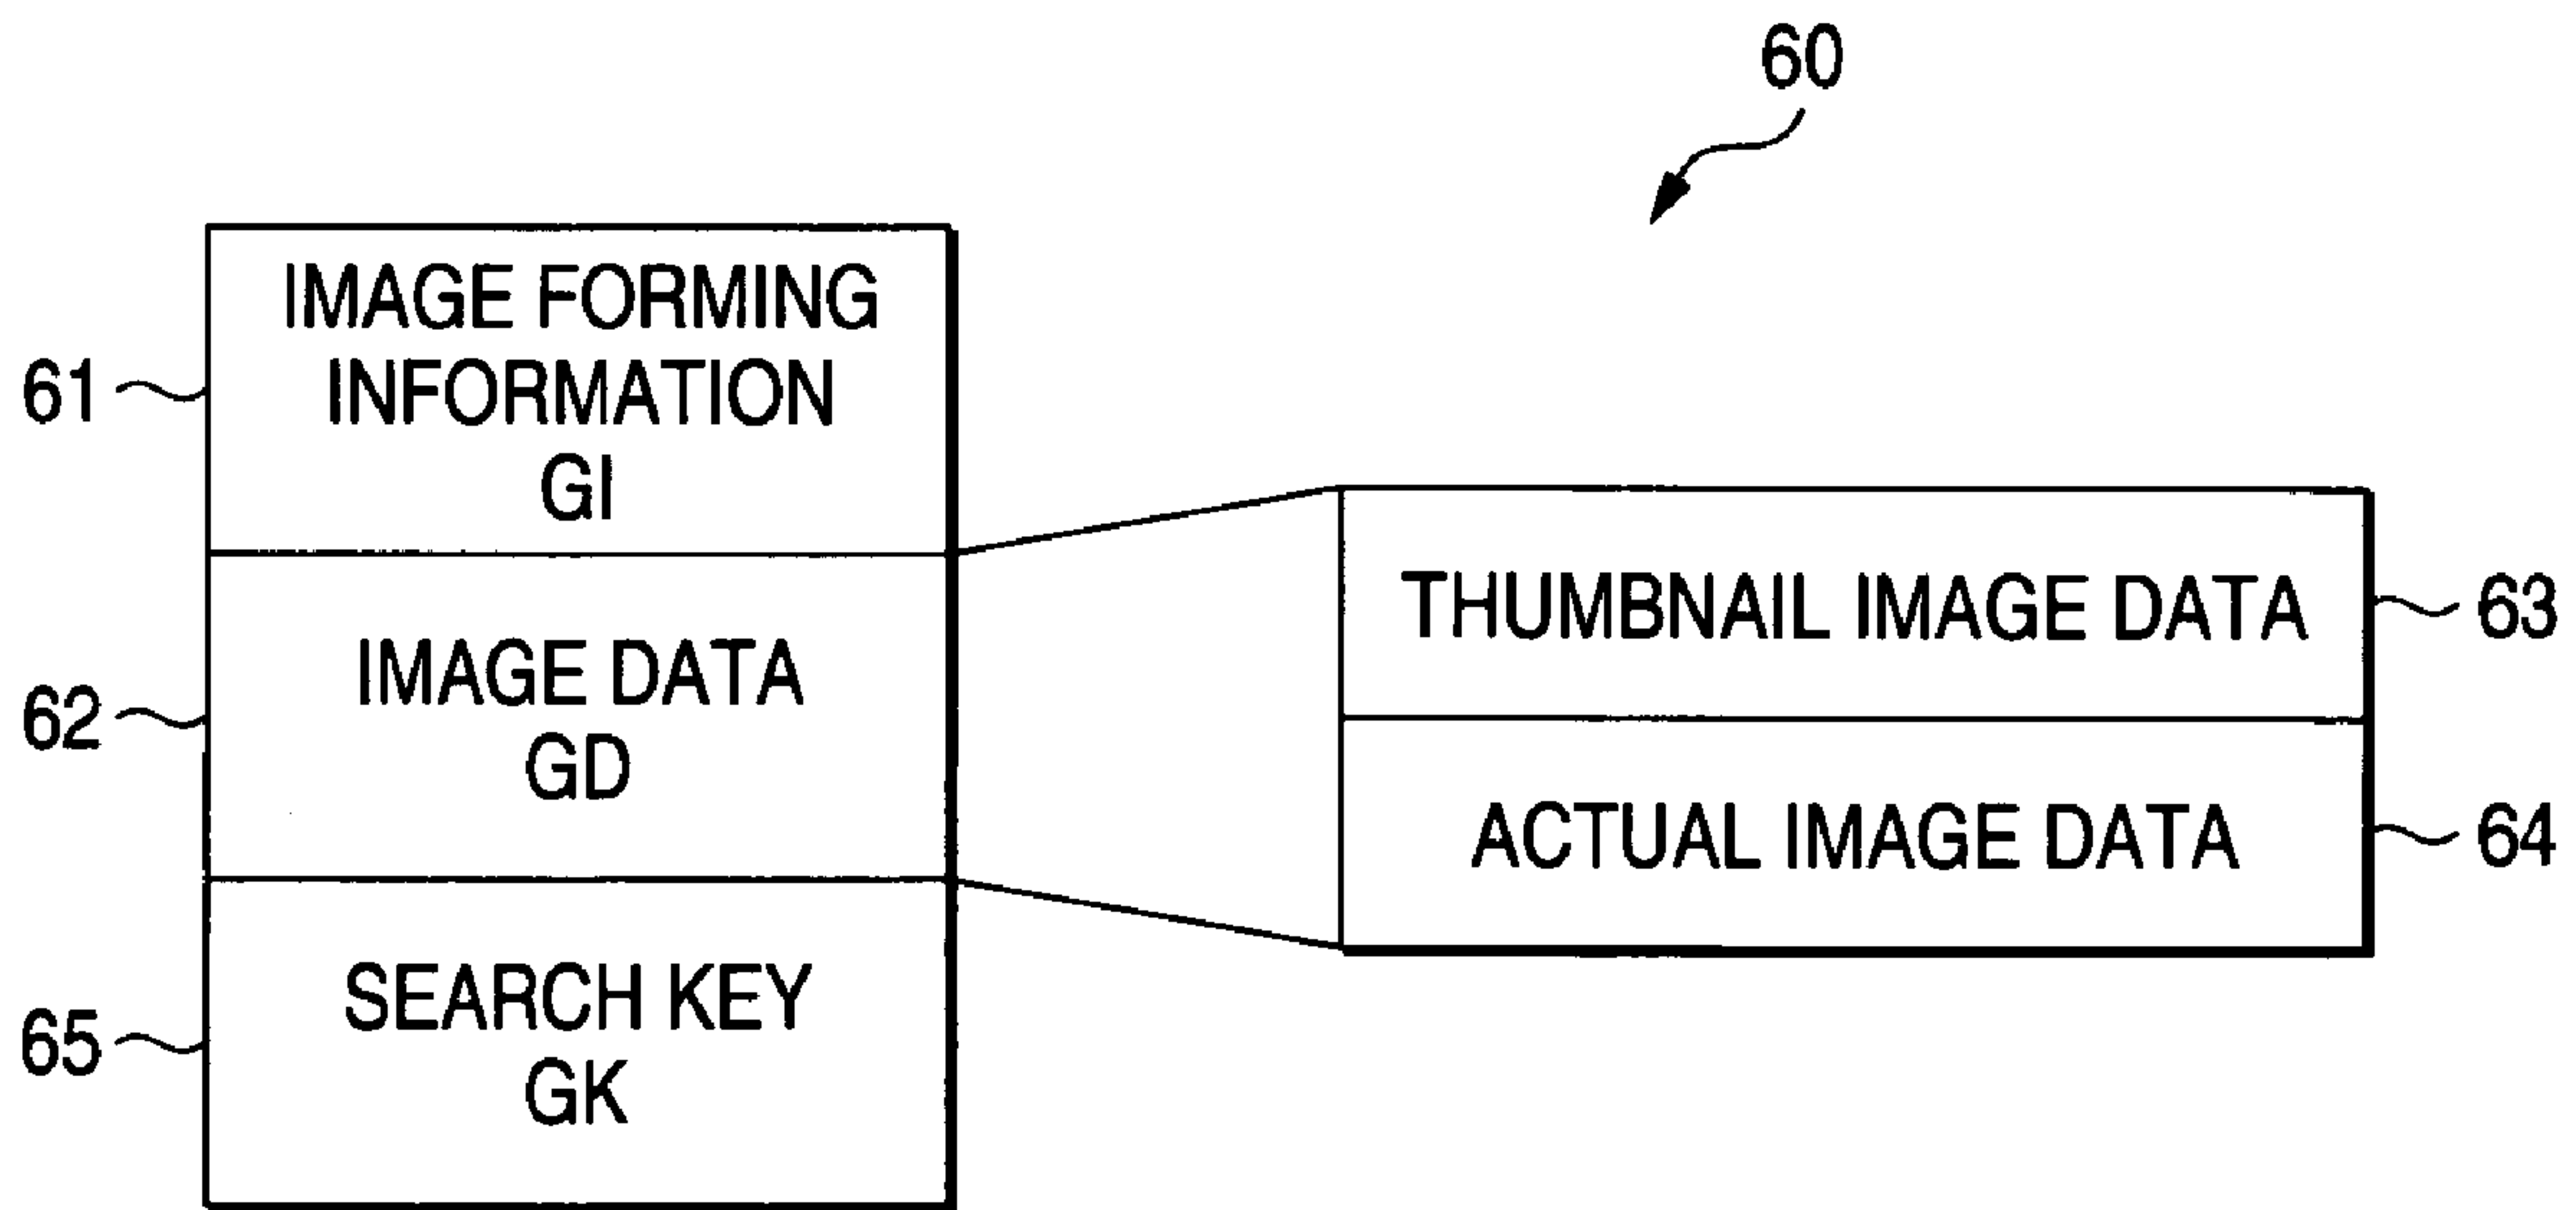 60
61
IMAGE FORMING
INFORMATION
GI
62
IMAGE DATA
GD
65
SEARCH KEY
GK
THUMBNAIL IMAGE DATA
63
ACTUAL IMAGE DATA
64